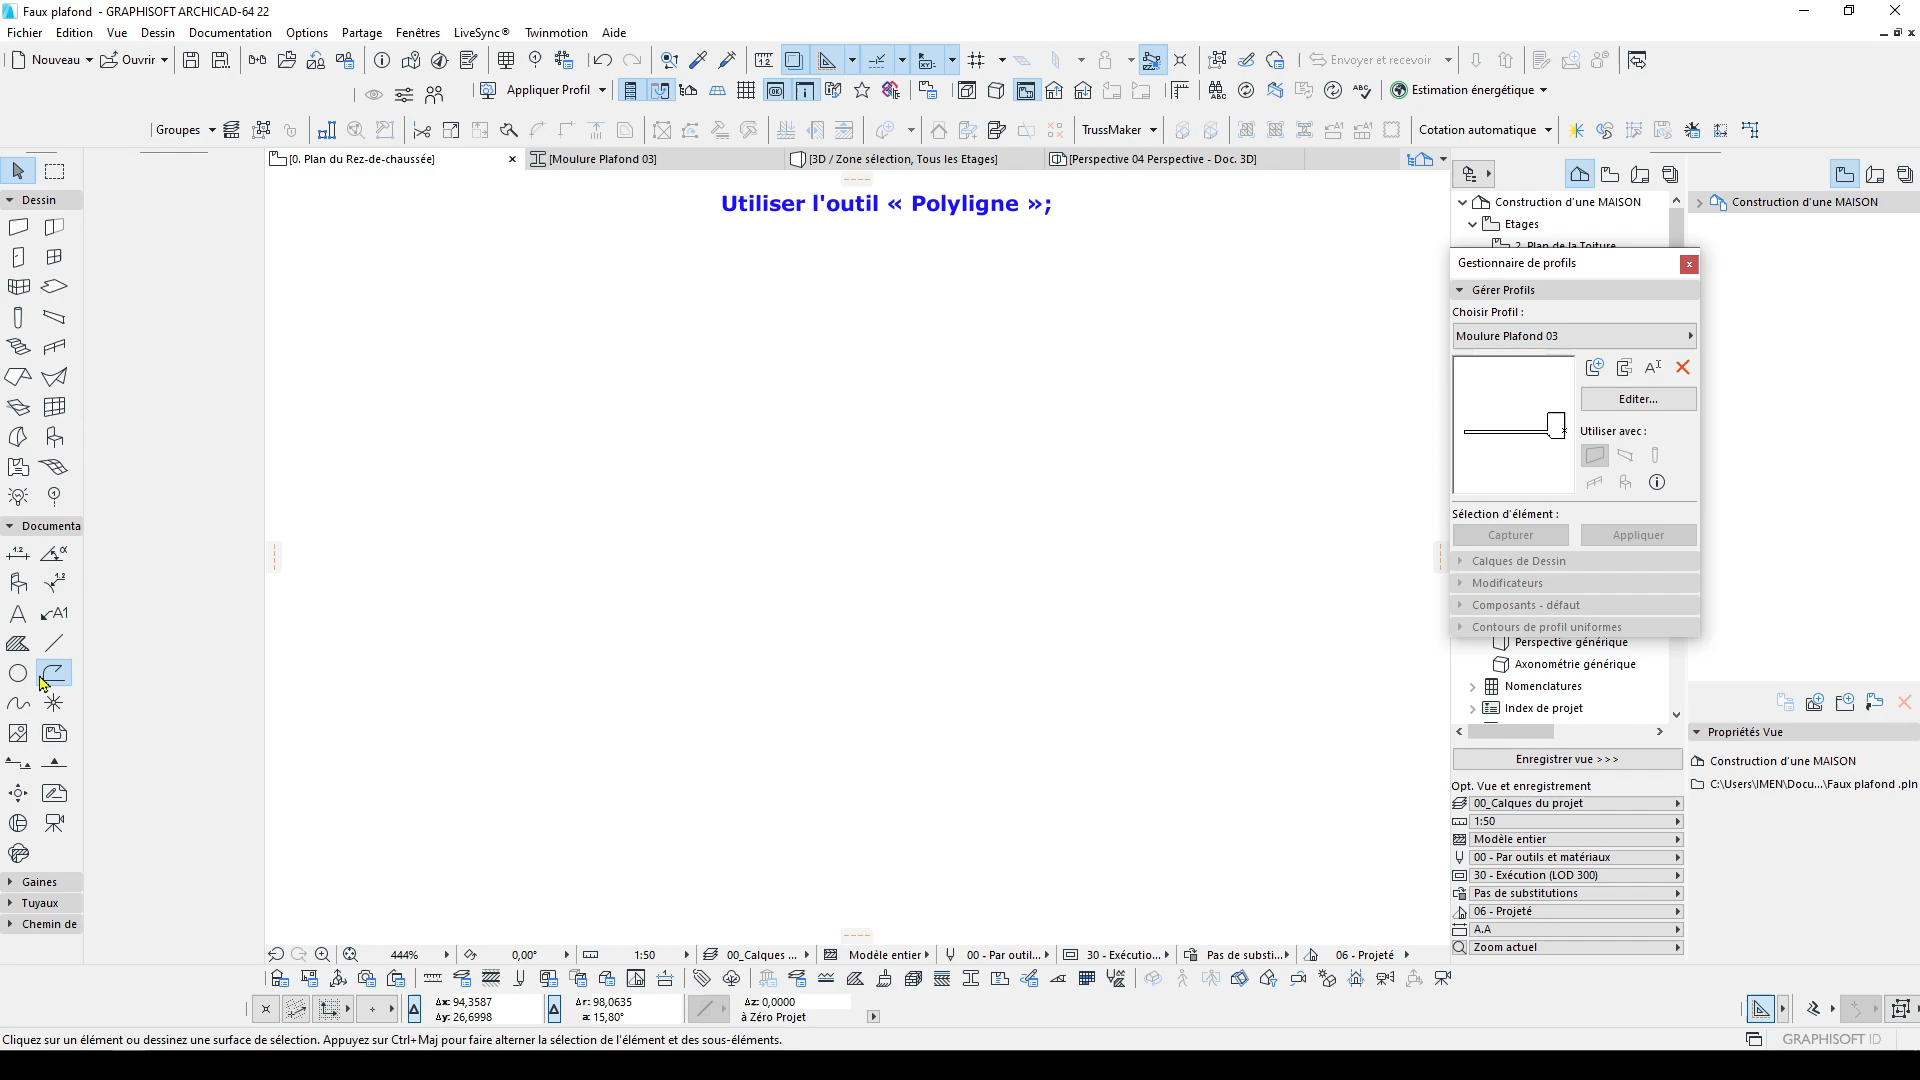 Faux plafond - GRAPHISOFT ARCHICAD-64 22
Fichier Edition Vue Dessin Documentation Options Partage Fenêtres LiveSync® Twinmotion Aide
Nouveau Ouvrir Envoyer et recevoir
Appliquer Profil Estimation énergétique
Groupes TrussMaker Cotation automatique
[0. Plan du Rez-de-chaussée] [Moulure Plafond 03] [3D / Zone sélection, Tous les Etages] [Perspective 04 Perspective - Doc. 3D]
Utiliser l'outil « Polyligne »;
Dessin
Documenta
Gaines
Tuyaux
Chemin de
Construction d'une MAISON
Etages
2. Plan de la Toiture
Gestionnaire de profils
Gérer Profils
Choisir Profil :
Moulure Plafond 03
Editer...
Utiliser avec :
Sélection d'élément :
Capturer Appliquer
Calques de Dessin
Modificateurs
Composants - défaut
Contours de profil uniformes
Perspective générique
Axonométrie générique
Nomenclatures
Index de projet
Enregistrer vue >>>
Opt. Vue et enregistrement
00_Calques du projet
1:50
Modèle entier
00 - Par outils et matériaux
30 - Exécution (LOD 300)
Pas de substitutions
06 - Projeté
A.A
Zoom actuel
Construction d'une MAISON
Propriétés Vue
Construction d'une MAISON
C:\Users\IMEN\Docu...\Faux plafond .pln
444% 0,00° 1:50 00_Calques ... Modèle entier 00 - Par outil... 30 - Exécutio... Pas de substi... 06 - Projeté
Δx: 94,3587 Δr: 98,0635 Δz: 0,0000
Δy: 26,6998 a: 15,80° à Zéro Projet
Cliquez sur un élément ou dessinez une surface de sélection. Appuyez sur Ctrl+Maj pour faire alterner la sélection de l'élément et des sous-éléments.
GRAPHISOFT ID